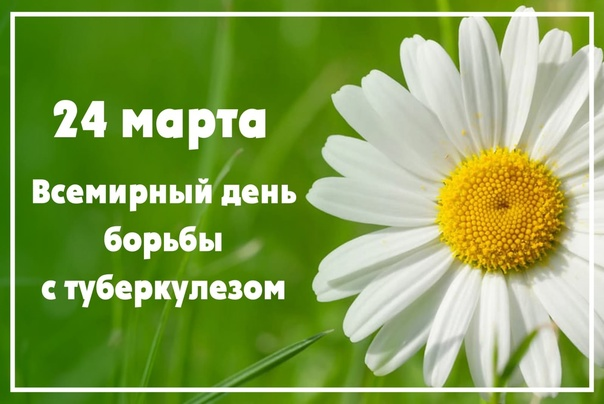 24 марта
Всемирный день
борьбы
с туберкулезом